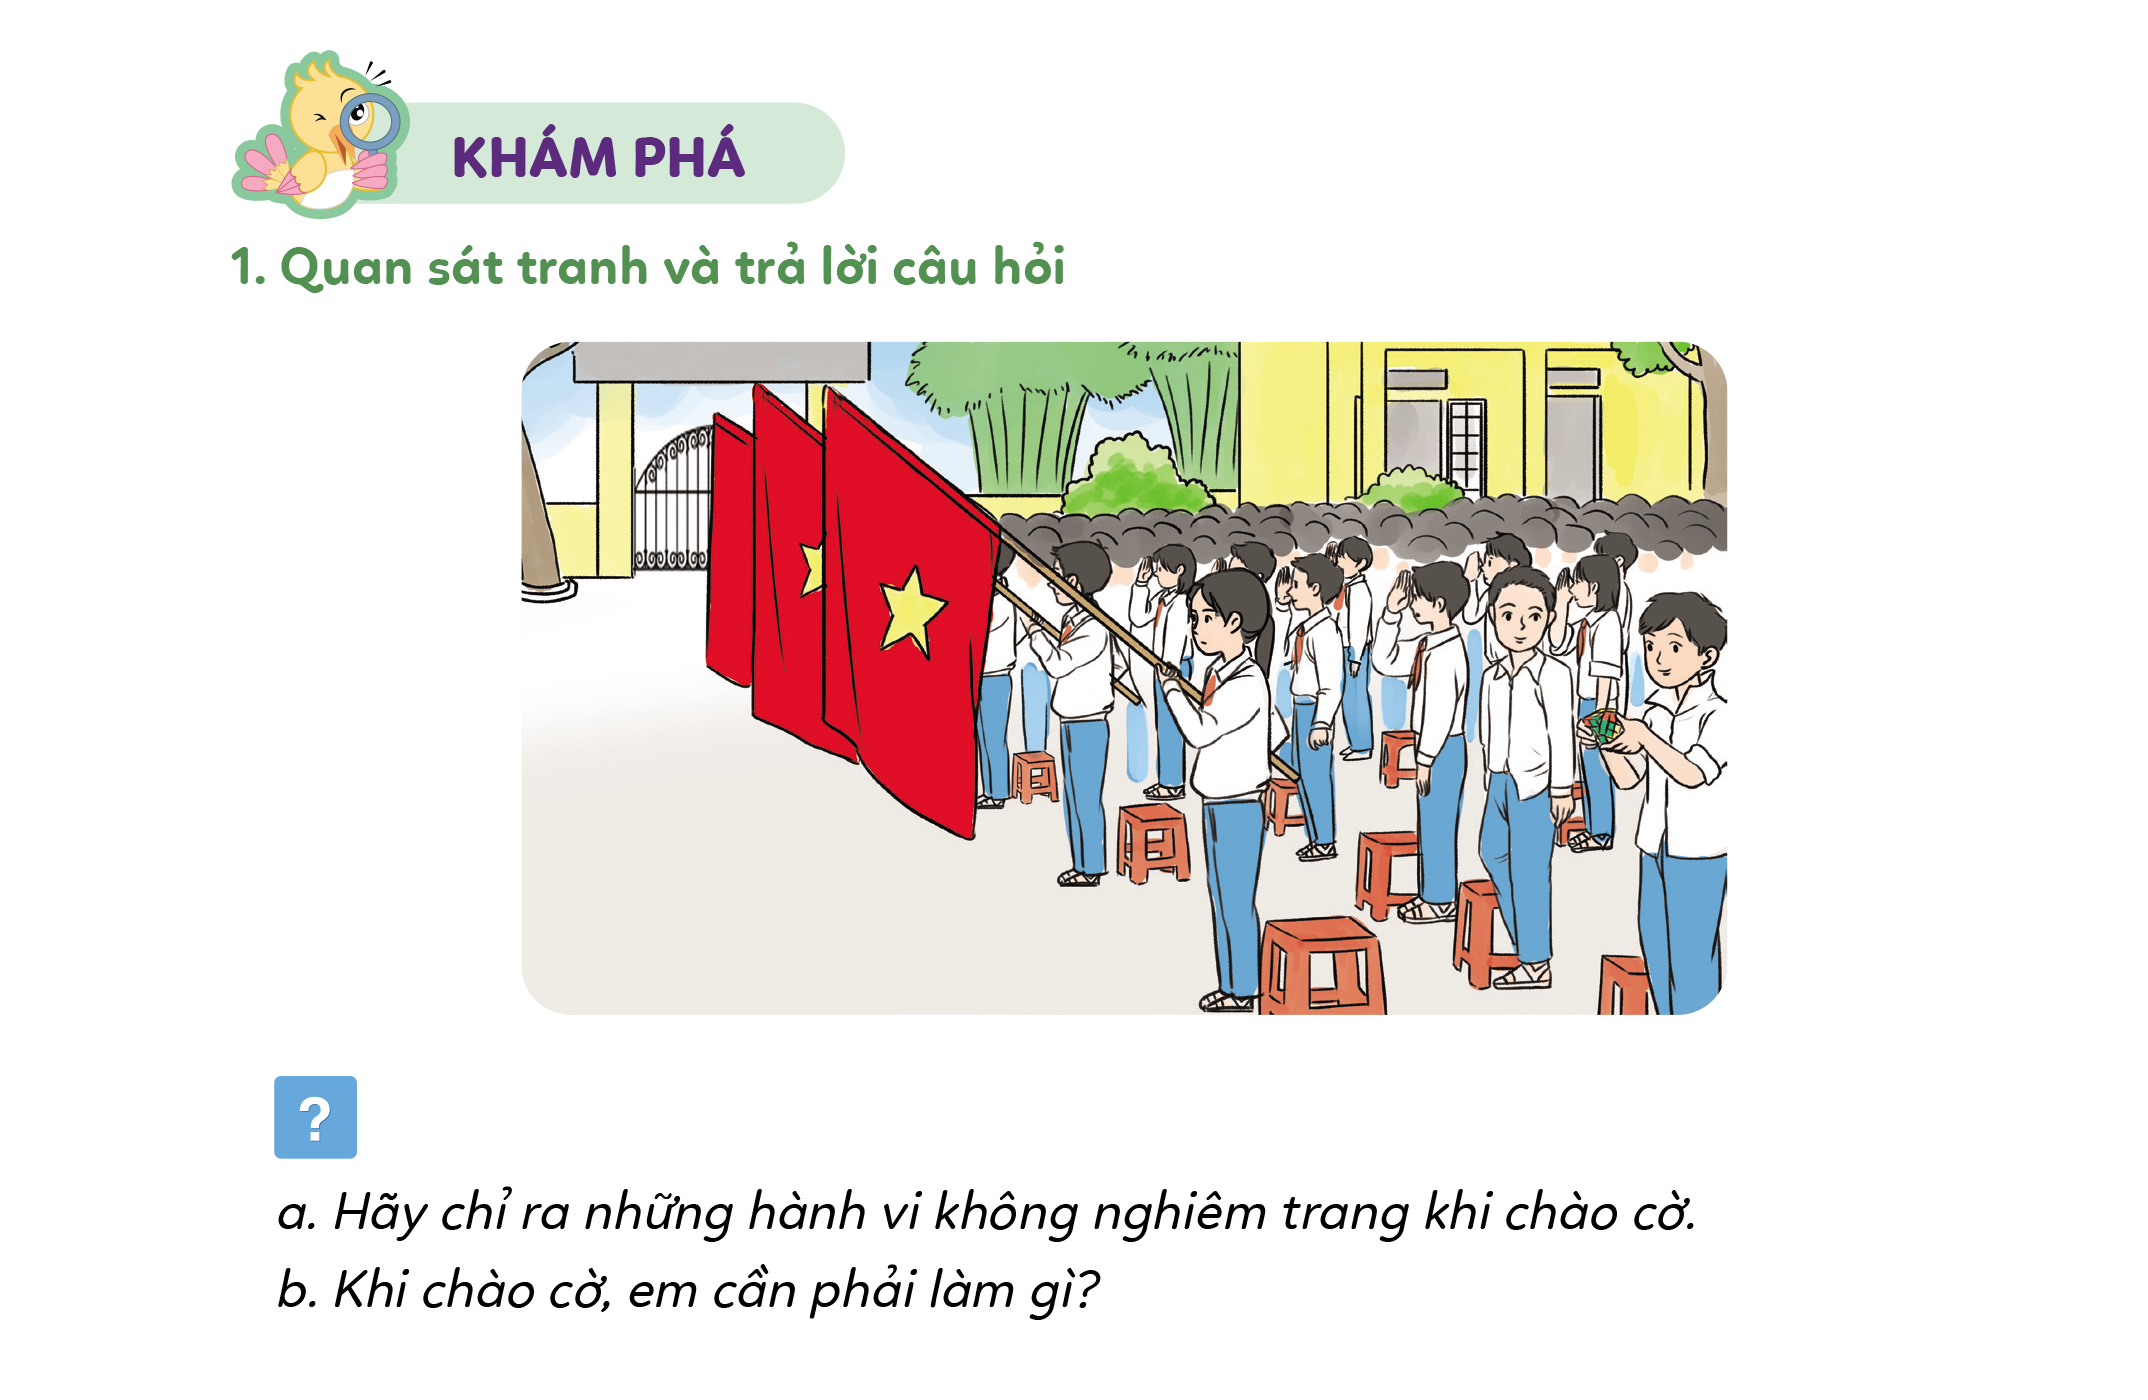 KHÁM PHÁ
1. Quan sát tranh và trả lời câu hỏi
?
a. Hãy chỉ ra những hành vi không nghiêm trang khi chào cờ.
b. Khi chào cờ, em cần phải làm gì?